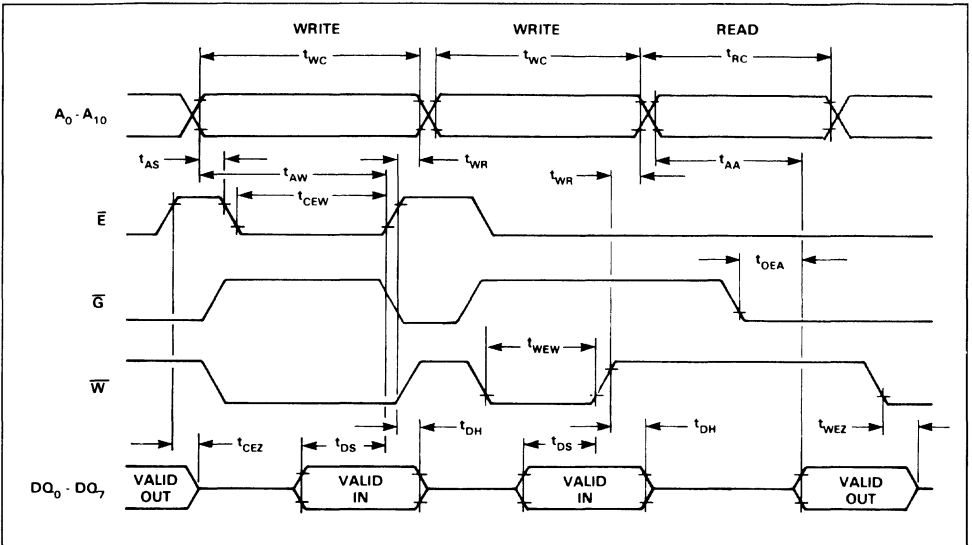 WRITE WRITE READ
tWC tWC tRC
A0 - A10
tAS tWR tAA
tAW tWR
tCEW
E̅
tOEA
G̅
tWEW
W̅
tDH tDH
tCEZ tDS tDS tWEZ
DQ0 - DQ7 VALID OUT VALID IN VALID IN VALID OUT